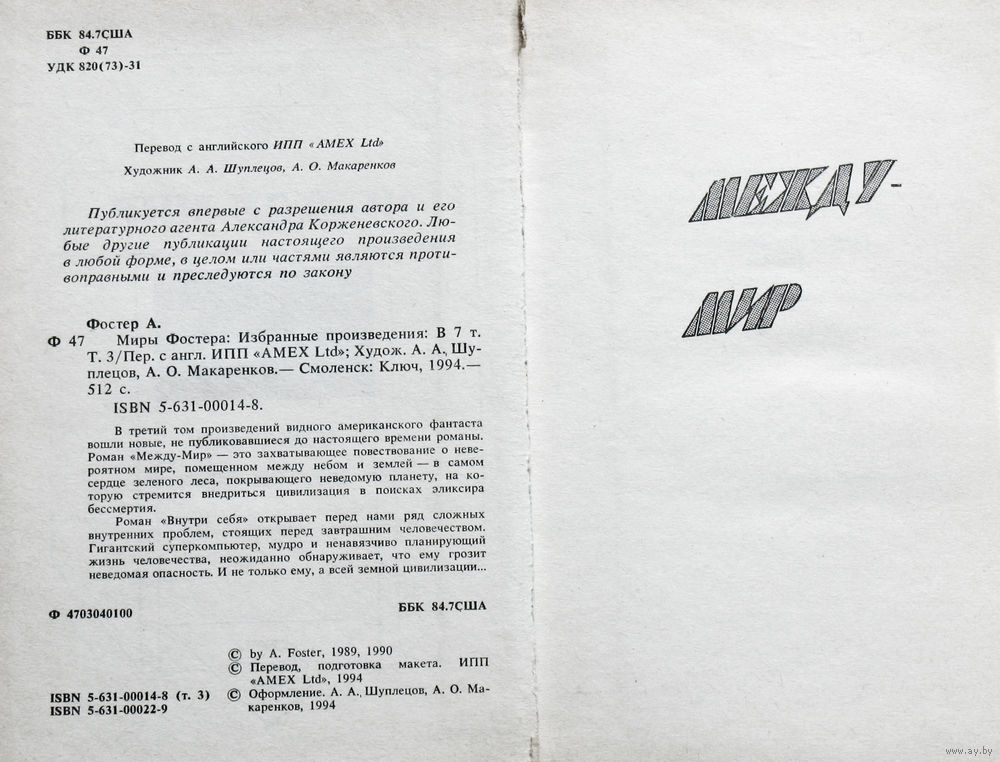 ББК 84.7США
Ф 47
УДК 820(73)-31
Перевод с английского ИПП «AMEX Ltd»
Художник А. А. Шуплецов, А. О. Макаренков
Публикуется впервые с разрешения автора и его
литературного агента Александра Корженевского. Лю-
бые другие публикации настоящего произведения
в любой форме, в целом или частями являются проти-
воправными и преследуются по закону
Фостер А.
Ф 47 Миры Фостера: Избранные произведения: В 7 т.
Т. 3/Пер. с англ. ИПП «AMEX Ltd»; Худож. А. А., Шу-
плецов, А. О. Макаренков.— Смоленск: Ключ, 1994.—
512 с.
ISBN 5-631-00014-8.
В третий том произведений видного американского фантаста
вошли новые, не публиковавшиеся до настоящего времени романы.
Роман «Между-Мир» — это захватывающее повествование о неве-
роятном мире, помещенном между небом и землей — в самом
сердце зеленого леса, покрывающего неведомую планету, на ко-
торую стремится внедриться цивилизация в поисках эликсира
бессмертия.
Роман «Внутри себя» открывает перед нами ряд сложных
внутренних проблем, стоящих перед завтрашним человечеством.
Гигантский суперкомпьютер, мудро и ненавязчиво планирующий
жизнь человечества, неожиданно обнаруживает, что ему грозит
неведомая опасность. И не только ему, а всей земной цивилизации...
Ф 4703040100
ББК 84.7США
© by A. Foster, 1989, 1990
© Перевод, подготовка макета. ИПП
«AMEX Ltd», 1994
ISBN 5-631-00014-8 (т. 3) © Оформление. А. А., Шуплецов, А. О. Ма-
ISBN 5-631-00022-9 каренков, 1994
МЕЖДУ-
МИР
www.ay.by